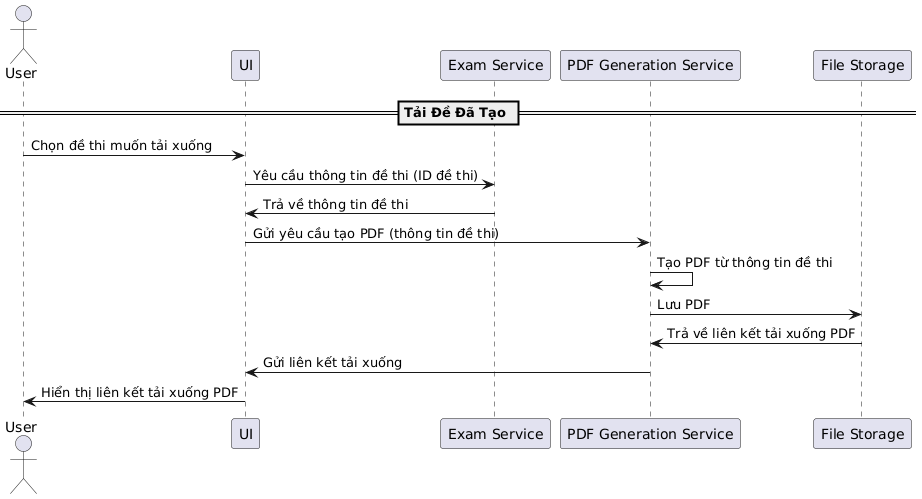 User
UI
Exam Service
PDF Generation Service
File Storage
Tải Đề Đã Tạo
Chọn đề thi muốn tải xuống
Yêu cầu thông tin đề thi (ID đề thi)
Trả về thông tin đề thi
Gửi yêu cầu tạo PDF (thông tin đề thi)
Tạo PDF từ thông tin đề thi
Lưu PDF
Trả về liên kết tải xuống PDF
Gửi liên kết tải xuống
Hiển thị liên kết tải xuống PDF
User
UI
Exam Service
PDF Generation Service
File Storage